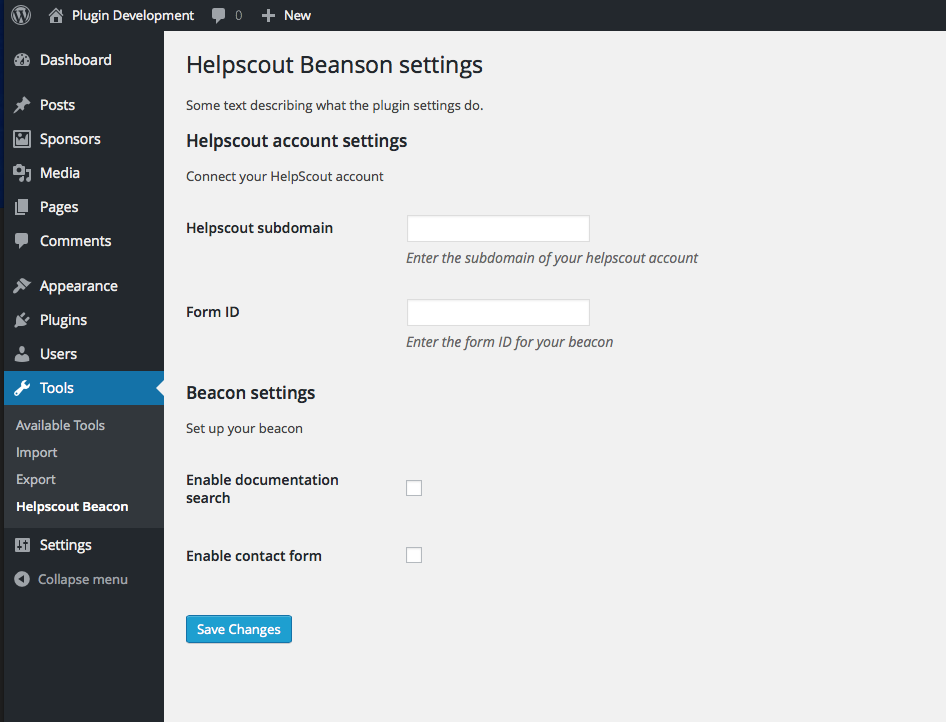 Plugin Development 0 New
Dashboard
Posts
Sponsors
Media
Pages
Comments
Appearance
Plugins
Users
Tools
Available Tools
Import
Export
Helpscout Beacon
Settings
Collapse menu
Helpscout Beanson settings
Some text describing what the plugin settings do.
Helpscout account settings
Connect your HelpScout account
Helpscout subdomain
Enter the subdomain of your helpscout account
Form ID
Enter the form ID for your beacon
Beacon settings
Set up your beacon
Enable documentation
search
Enable contact form
Save Changes